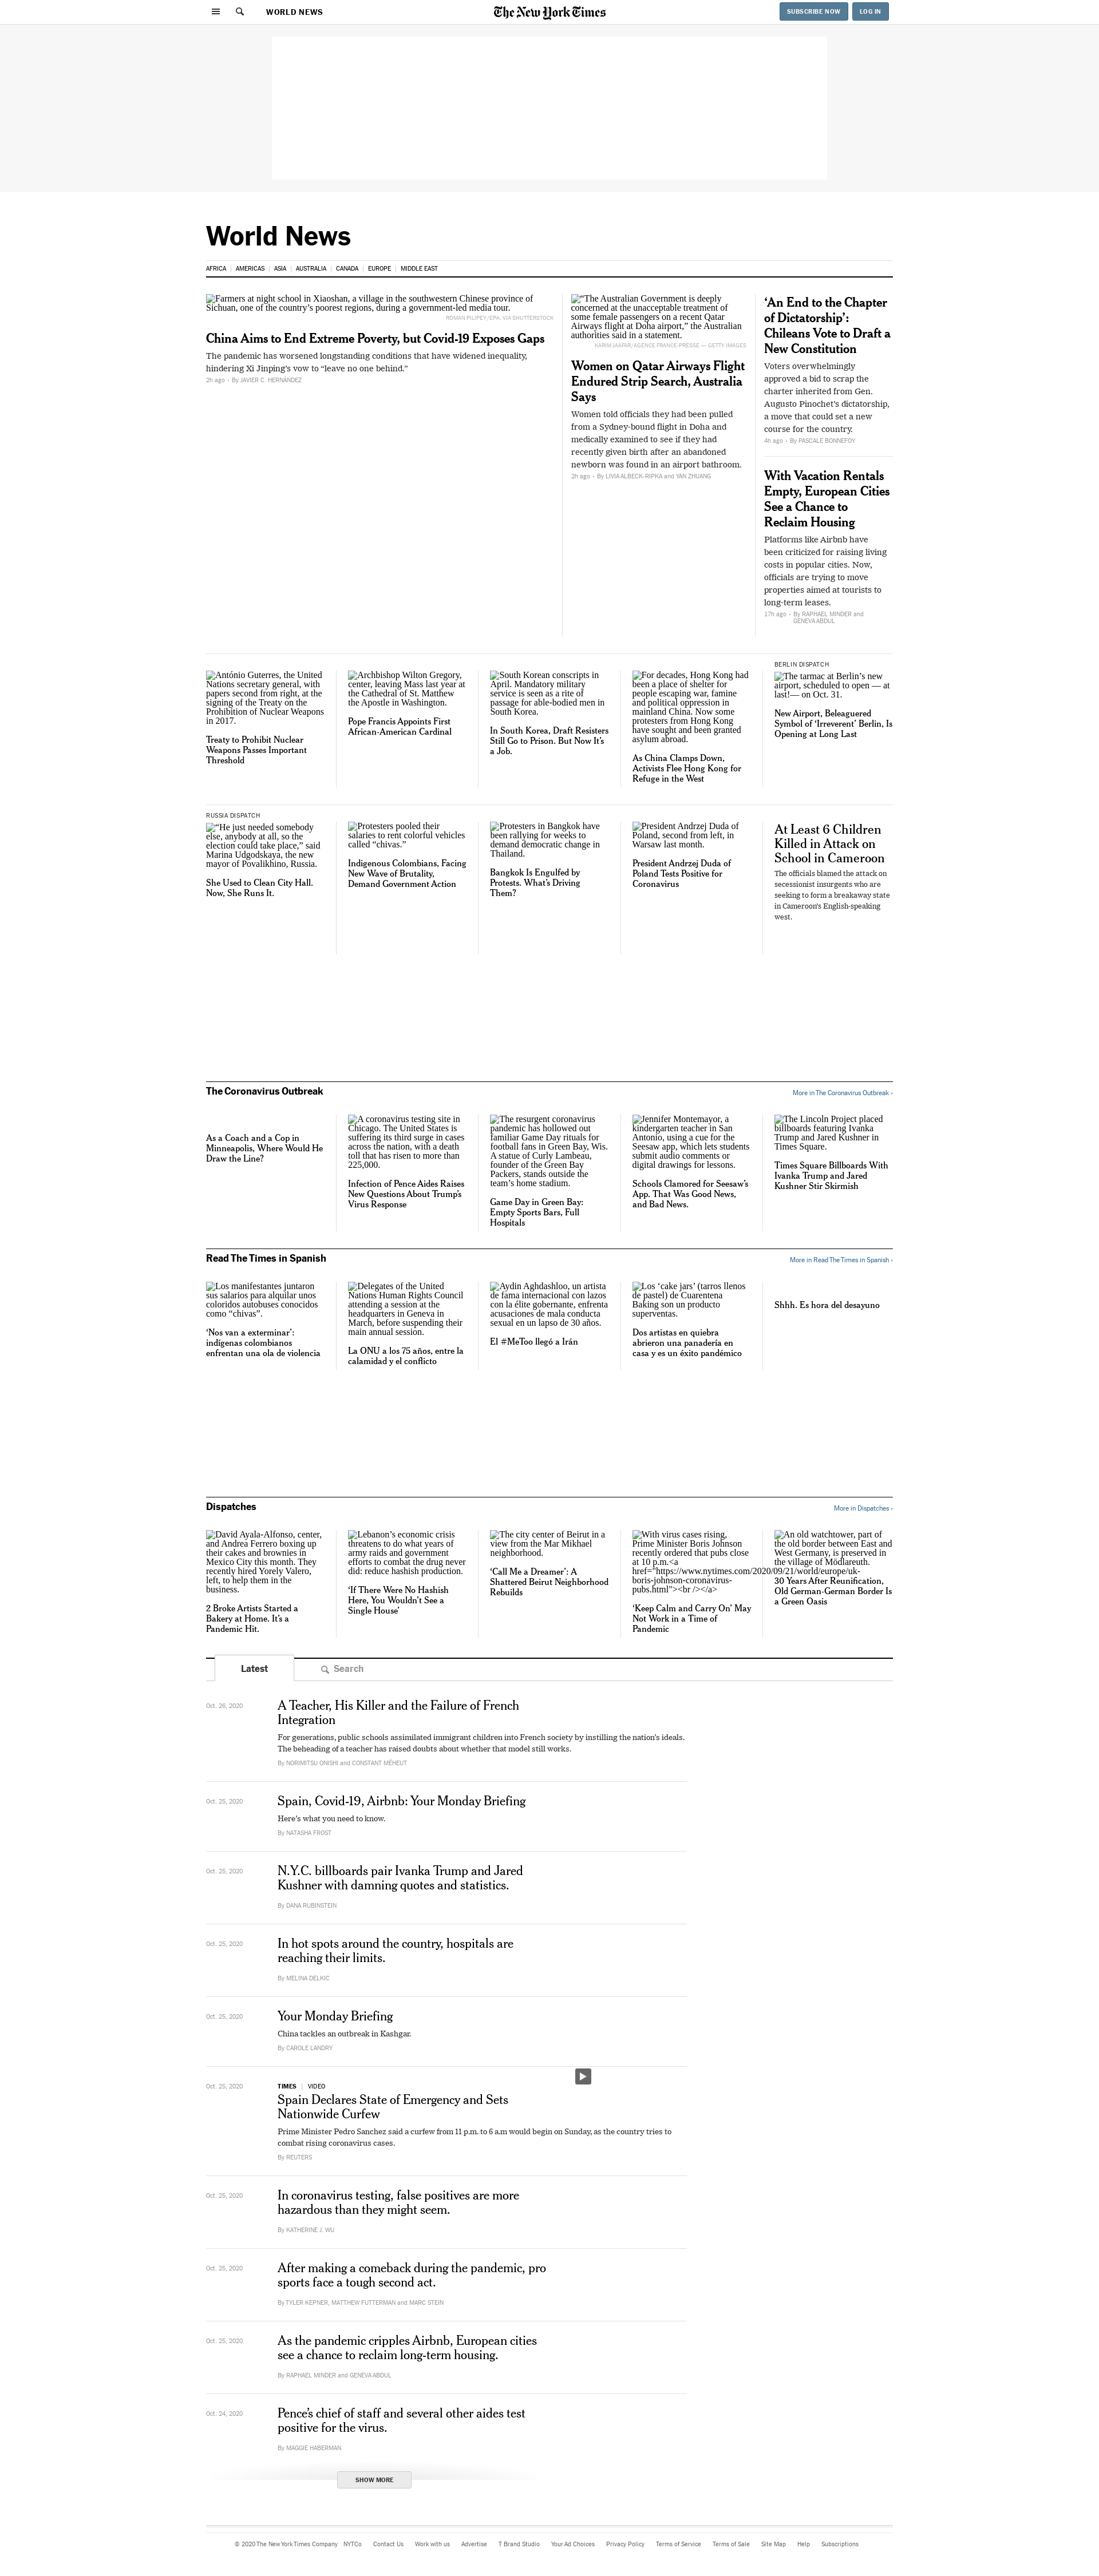 WORLD NEWS
The New York Times
SUBSCRIBE NOW
LOG IN
World News
AFRICA | AMERICAS | ASIA | AUSTRALIA | CANADA | EUROPE | MIDDLE EAST
Farmers at night school in Xiaoshan, a village in the southwestern Chinese province of
Sichuan, one of the country’s poorest regions, during a government-led media tour.
ROMAN PILIPEY/EPA, VIA SHUTTERSTOCK
China Aims to End Extreme Poverty, but Covid-19 Exposes Gaps
The pandemic has worsened longstanding conditions that have widened inequality,
hindering Xi Jinping’s vow to “leave no one behind.”
2h ago • By JAVIER C. HERNÁNDEZ
“The Australian Government is deeply
concerned at the unacceptable treatment of
some female passengers on a recent Qatar
Airways flight at Doha airport,” the Australian
authorities said in a statement.
KARIM JAAFAR/AGENCE FRANCE-PRESSE — GETTY IMAGES
Women on Qatar Airways Flight
Endured Strip Search, Australia
Says
Women told officials they had been pulled
from a Sydney-bound flight in Doha and
medically examined to see if they had
recently given birth after an abandoned
newborn was found in an airport bathroom.
2h ago • By LIVIA ALBECK-RIPKA and YAN ZHUANG
‘An End to the Chapter
of Dictatorship’:
Chileans Vote to Draft a
New Constitution
Voters overwhelmingly
approved a bid to scrap the
charter inherited from Gen.
Augusto Pinochet’s dictatorship,
a move that could set a new
course for the country.
4h ago • By PASCALE BONNEFOY
With Vacation Rentals
Empty, European Cities
See a Chance to
Reclaim Housing
Platforms like Airbnb have
been criticized for raising living
costs in popular cities. Now,
officials are trying to move
properties aimed at tourists to
long-term leases.
17h ago • By RAPHAEL MINDER and
GENEVA ABDUL
António Guterres, the United
Nations secretary general, with
papers second from right, at the
signing of the Treaty on the
Prohibition of Nuclear Weapons
in 2017.
Treaty to Prohibit Nuclear
Weapons Passes Important
Threshold
Archbishop Wilton Gregory,
center, leaving Mass last year at
the Cathedral of St. Matthew
the Apostle in Washington.
Pope Francis Appoints First
African-American Cardinal
South Korean conscripts in
April. Mandatory military
service is seen as a rite of
passage for able-bodied men in
South Korea.
In South Korea, Draft Resisters
Still Go to Prison. But Now It’s
a Job.
For decades, Hong Kong had
been a place of shelter for
people escaping war, famine
and political oppression in
mainland China. Now some
protesters from Hong Kong
have sought and been granted
asylum abroad.
As China Clamps Down,
Activists Flee Hong Kong for
Refuge in the West
BERLIN DISPATCH
The tarmac at Berlin’s new
airport, scheduled to open — at
last!— on Oct. 31.
New Airport, Beleaguered
Symbol of ‘Irreverent’ Berlin, Is
Opening at Long Last
RUSSIA DISPATCH
“He just needed somebody
else, anybody at all, so the
election could take place,” said
Marina Udgodskaya, the new
mayor of Povalikhino, Russia.
She Used to Clean City Hall.
Now, She Runs It.
Protesters pooled their
salaries to rent colorful vehicles
called “chivas.”
Indigenous Colombians, Facing
New Wave of Brutality,
Demand Government Action
Protesters in Bangkok have
been rallying for weeks to
demand democratic change in
Thailand.
Bangkok Is Engulfed by
Protests. What’s Driving
Them?
President Andrzej Duda of
Poland, second from left, in
Warsaw last month.
President Andrzej Duda of
Poland Tests Positive for
Coronavirus
At Least 6 Children
Killed in Attack on
School in Cameroon
The officials blamed the attack on
secessionist insurgents who are
seeking to form a breakaway state
in Cameroon’s English-speaking
west.
The Coronavirus Outbreak
More in The Coronavirus Outbreak ›
As a Coach and a Cop in
Minneapolis, Where Would He
Draw the Line?
A coronavirus testing site in
Chicago. The United States is
suffering its third surge in cases
across the nation, with a death
toll that has risen to more than
225,000.
Infection of Pence Aides Raises
New Questions About Trump’s
Virus Response
The resurgent coronavirus
pandemic has hollowed out
familiar Game Day rituals for
football fans in Green Bay, Wis.
A statue of Curly Lambeau,
founder of the Green Bay
Packers, stands outside the
team’s home stadium.
Game Day in Green Bay:
Empty Sports Bars, Full
Hospitals
Jennifer Montemayor, a
kindergarten teacher in San
Antonio, using a cue for the
Seesaw app, which lets students
submit audio comments or
digital drawings for lessons.
Schools Clamored for Seesaw’s
App. That Was Good News,
and Bad News.
The Lincoln Project placed
billboards featuring Ivanka
Trump and Jared Kushner in
Times Square.
Times Square Billboards With
Ivanka Trump and Jared
Kushner Stir Skirmish
Read The Times in Spanish
More in Read The Times in Spanish ›
Los manifestantes juntaron
sus salarios para alquilar unos
coloridos autobuses conocidos
como “chivas”.
‘Nos van a exterminar’:
indígenas colombianos
enfrentan una ola de violencia
Delegates of the United
Nations Human Rights Council
attending a session at the
headquarters in Geneva in
March, before suspending their
main annual session.
La ONU a los 75 años, entre la
calamidad y el conflicto
Aydin Aghdashloo, un artista
de fama internacional con lazos
con la élite gobernante, enfrenta
acusaciones de mala conducta
sexual en un lapso de 30 años.
El #MeToo llegó a Irán
Los ‘cake jars’ (tarros llenos
de pastel) de Cuarentena
Baking son un producto
superventas.
Dos artistas en quiebra
abrieron una panadería en
casa y es un éxito pandémico
Shhh. Es hora del desayuno
Dispatches
More in Dispatches ›
David Ayala-Alfonso, center,
and Andrea Ferrero boxing up
their cakes and brownies in
Mexico City this month. They
recently hired Yorely Valero,
left, to help them in the
business.
2 Broke Artists Started a
Bakery at Home. It’s a
Pandemic Hit.
Lebanon’s economic crisis
threatens to do what years of
army raids and government
efforts to combat the drug never
did: reduce hashish production.
‘If There Were No Hashish
Here, You Wouldn’t See a
Single House’
The city center of Beirut in a
view from the Mar Mikhael
neighborhood.
‘Call Me a Dreamer’: A
Shattered Beirut Neighborhood
Rebuilds
With virus cases rising,
Prime Minister Boris Johnson
recently ordered that pubs close
at 10 p.m.<a
href="https://www.nytimes.com/2020/09/21/world/europe/uk-
boris-johnson-coronavirus-
pubs.html"><br /></a>
‘Keep Calm and Carry On’ May
Not Work in a Time of
Pandemic
An old watchtower, part of
the old border between East and
West Germany, is preserved in
the village of Mödlareuth.
30 Years After Reunification,
Old German-German Border Is
a Green Oasis
Latest
Search
Oct. 26, 2020
A Teacher, His Killer and the Failure of French
Integration
For generations, public schools assimilated immigrant children into French society by instilling the nation’s ideals.
The beheading of a teacher has raised doubts about whether that model still works.
By NORIMITSU ONISHI and CONSTANT MÉHEUT
Oct. 25, 2020
Spain, Covid-19, Airbnb: Your Monday Briefing
Here’s what you need to know.
By NATASHA FROST
Oct. 25, 2020
N.Y.C. billboards pair Ivanka Trump and Jared
Kushner with damning quotes and statistics.
By DANA RUBINSTEIN
Oct. 25, 2020
In hot spots around the country, hospitals are
reaching their limits.
By MELINA DELKIC
Oct. 25, 2020
Your Monday Briefing
China tackles an outbreak in Kashgar.
By CAROLE LANDRY
Oct. 25, 2020
TIMES | VIDEO
Spain Declares State of Emergency and Sets
Nationwide Curfew
Prime Minister Pedro Sanchez said a curfew from 11 p.m. to 6 a.m would begin on Sunday, as the country tries to
combat rising coronavirus cases.
By REUTERS
Oct. 25, 2020
In coronavirus testing, false positives are more
hazardous than they might seem.
By KATHERINE J. WU
Oct. 25, 2020
After making a comeback during the pandemic, pro
sports face a tough second act.
By TYLER KEPNER, MATTHEW FUTTERMAN and MARC STEIN
Oct. 25, 2020
As the pandemic cripples Airbnb, European cities
see a chance to reclaim long-term housing.
By RAPHAEL MINDER and GENEVA ABDUL
Oct. 24, 2020
Pence’s chief of staff and several other aides test
positive for the virus.
By MAGGIE HABERMAN
SHOW MORE
© 2020 The New York Times Company NYTCo Contact Us Work with us Advertise T Brand Studio Your Ad Choices Privacy Policy Terms of Service Terms of Sale Site Map Help Subscriptions